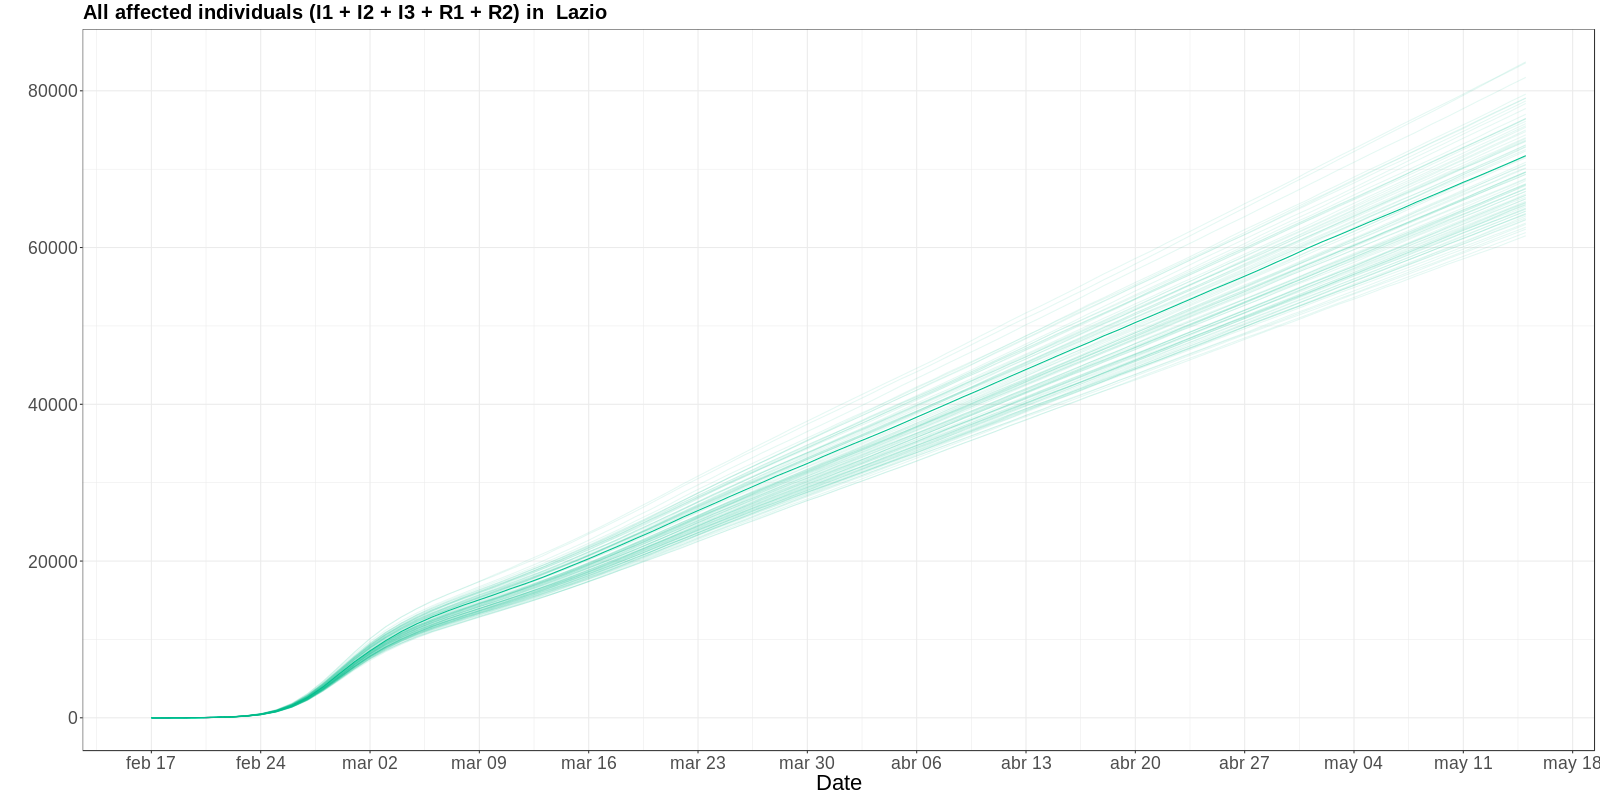 All affected individuals (I1 + I2 + I3 + R1 + R2) in  Lazio
80000
60000
40000
20000
0
feb 17 feb 24 mar 02 mar 09 mar 16 mar 23 mar 30 abr 06 abr 13 abr 20 abr 27 may 04 may 11 may 18
Date